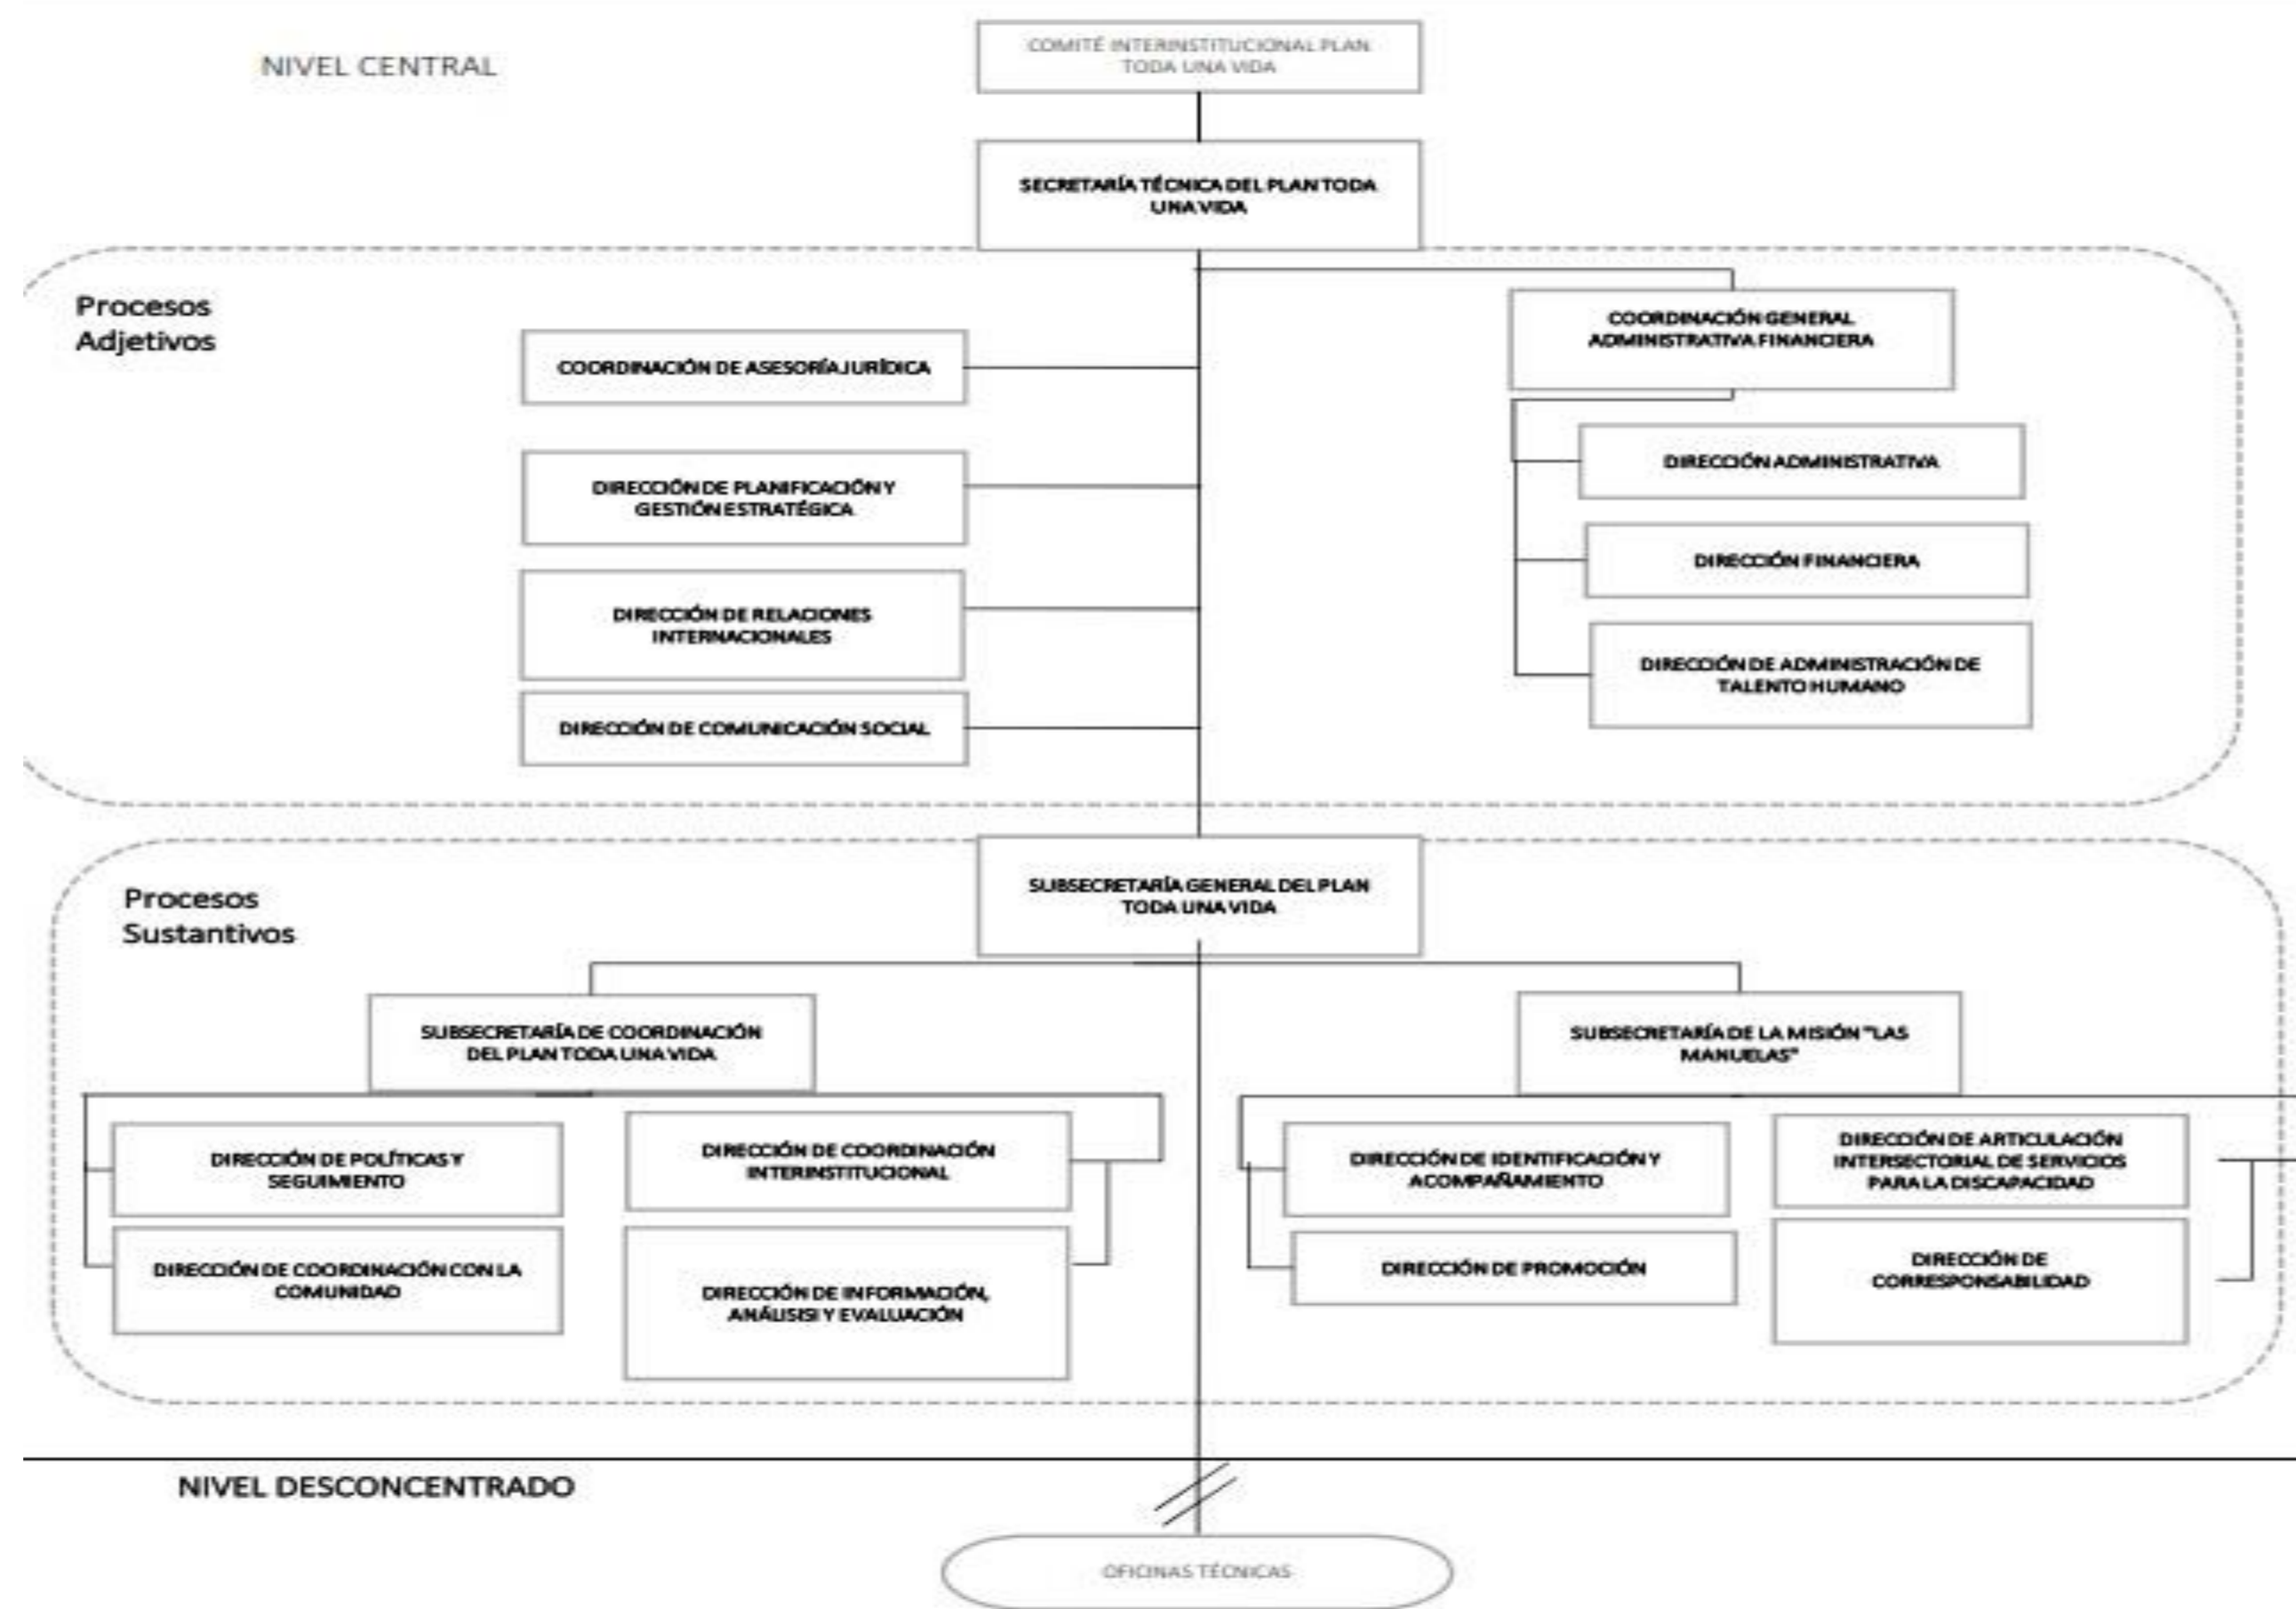 NIVEL CENTRAL
COMITÉ INTERINSTITUCIONAL PLAN
TODA UNA VIDA
SECRETARÍA TÉCNICA DEL PLAN TODA
UNA VIDA
Procesos
Adjetivos
COORDINACIÓN GENERAL
ADMINISTRATIVA FINANCIERA
COORDINACIÓN DE ASESORÍA JURÍDICA
DIRECCIÓN ADMINISTRATIVA
DIRECCIÓN DE PLANIFICACIÓN Y
GESTIÓN ESTRATÉGICA
DIRECCIÓN FINANCIERA
DIRECCIÓN DE RELACIONES
INTERNACIONALES
DIRECCIÓN DE ADMINISTRACIÓN DE
TALENTO HUMANO
DIRECCIÓN DE COMUNICACIÓN SOCIAL
SUBSECRETARÍA GENERAL DEL PLAN
TODA UNA VIDA
Procesos
Sustantivos
SUBSECRETARÍA DE COORDINACIÓN
DEL PLAN TODA UNA VIDA
SUBSECRETARÍA DE LA MISIÓN "LAS
MANUELAS"
DIRECCIÓN DE POLÍTICAS Y
SEGUIMIENTO
DIRECCIÓN DE COORDINACIÓN
INTERINSTITUCIONAL
DIRECCIÓN DE IDENTIFICACIÓN Y
ACOMPAÑAMIENTO
DIRECCIÓN DE ARTICULACIÓN
INTERSECTORIAL DE SERVICIOS
PARA LA DISCAPACIDAD
DIRECCIÓN DE COORDINACIÓN CON LA
COMUNIDAD
DIRECCIÓN DE INFORMACIÓN,
ANÁLISISI Y EVALUACIÓN
DIRECCIÓN DE PROMOCIÓN
DIRECCIÓN DE
CORRESPONSABILIDAD
NIVEL DESCONCENTRADO
OFICINAS TÉCNICAS